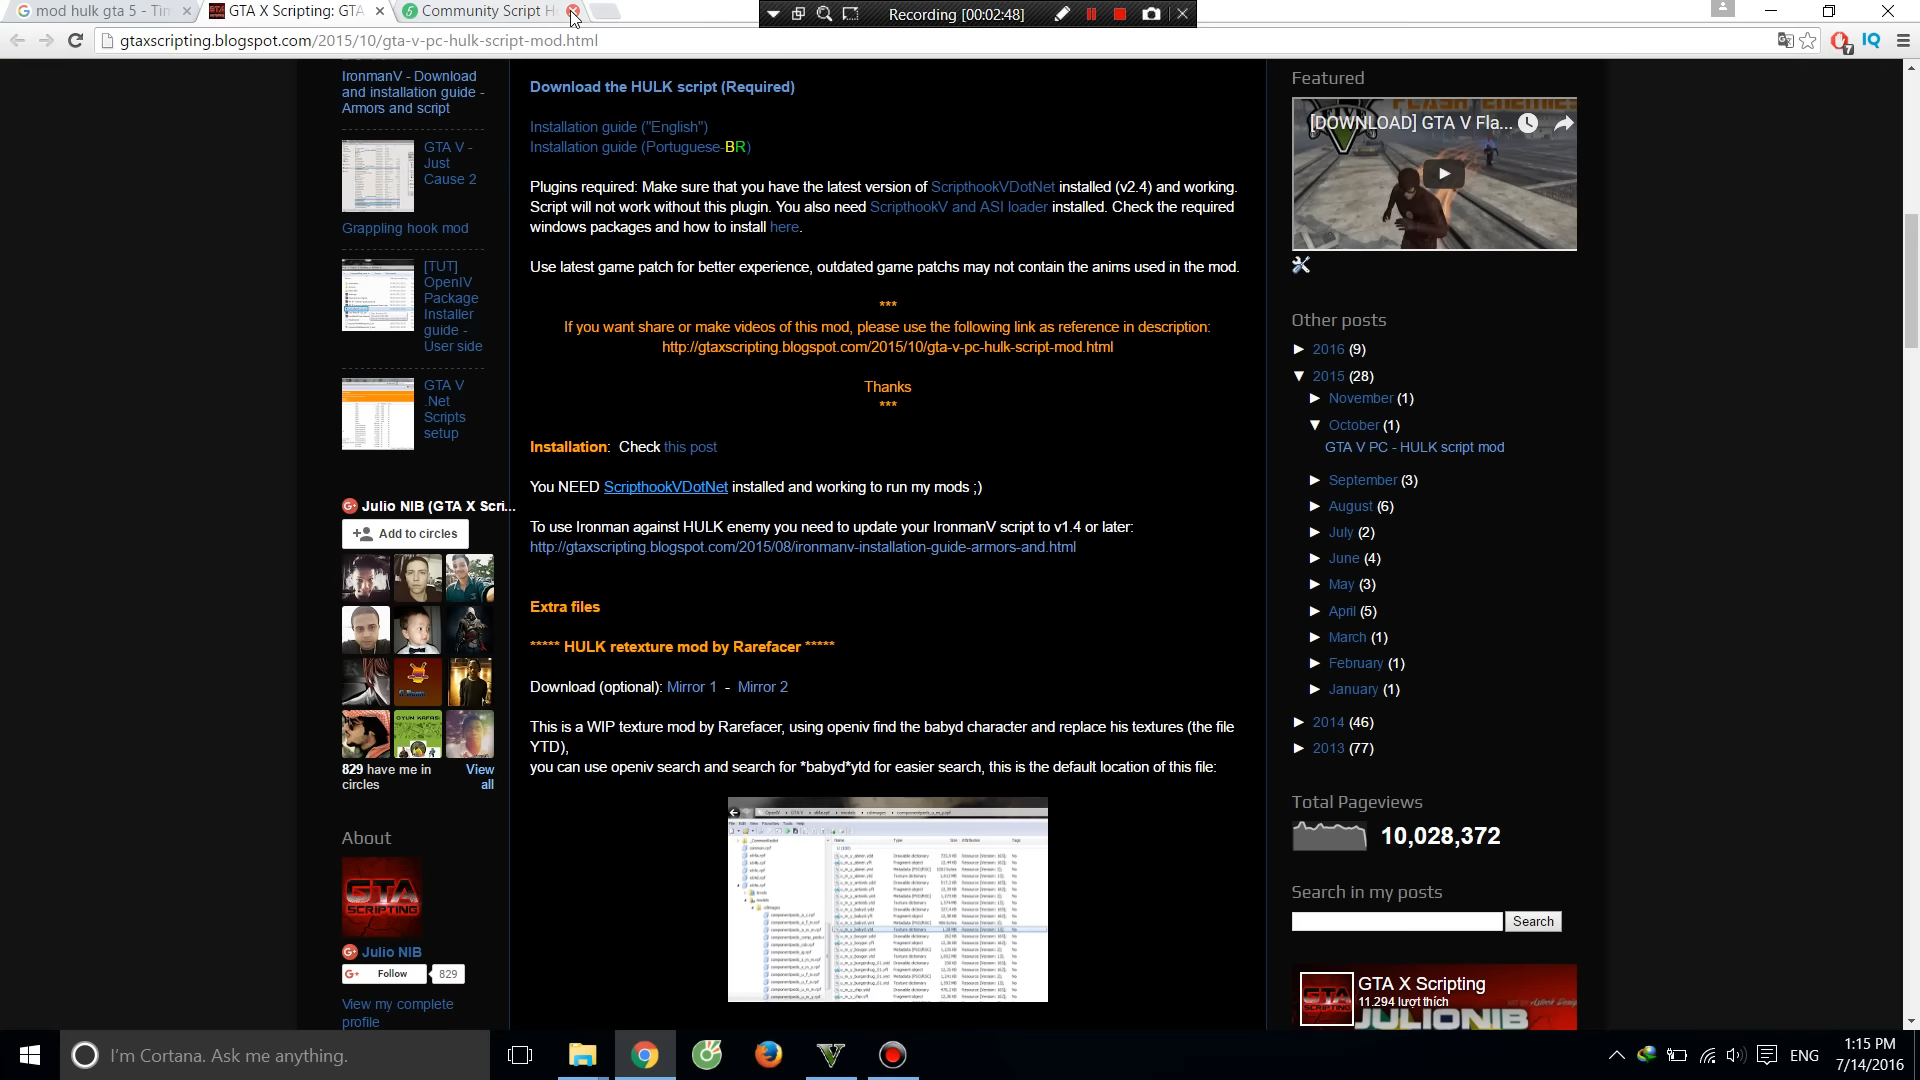 mod hulk gta 5 - Tìm
GTA X Scripting: GTA
Community Script H
Recording [00:02:48]
gtaxscripting.blogspot.com/2015/10/gta-v-pc-hulk-script-mod.html
7
IQ
IronmanV - Download
and installation guide -
Armors and script
GTA V -
Just
Cause 2
Grappling hook mod
[TUT]
OpenIV
Package
Installer
guide -
User side
GTA V
.Net
Scripts
setup
Julio NIB (GTA X Scri...
Add to circles
829 have me in
circles
View
all
About
GTA
SCRIPTING
Julio NIB
Follow
829
View my complete
profile
Download the HULK script (Required)
Installation guide ("English")
Installation guide (Portuguese-BR)
Plugins required: Make sure that you have the latest version of ScripthookVDotNet installed (v2.4) and working.
Script will not work without this plugin. You also need ScripthookV and ASI loader installed. Check the required
windows packages and how to install here.
Use latest game patch for better experience, outdated game patchs may not contain the anims used in the mod.
***
If you want share or make videos of this mod, please use the following link as reference in description:
http://gtaxscripting.blogspot.com/2015/10/gta-v-pc-hulk-script-mod.html
Thanks
***
Installation: Check this post
You NEED ScripthookVDotNet installed and working to run my mods ;)
To use Ironman against HULK enemy you need to update your IronmanV script to v1.4 or later:
http://gtaxscripting.blogspot.com/2015/08/ironmanv-installation-guide-armors-and.html
Extra files
***** HULK retexture mod by Rarefacer *****
Download (optional): Mirror 1 - Mirror 2
This is a WIP texture mod by Rarefacer, using openiv find the babyd character and replace his textures (the file
YTD),
you can use openiv search and search for *babyd*ytd for easier search, this is the default location of this file:
Featured
FLASH ENEMIES
[DOWNLOAD] GTA V Fla...
Other posts
► 2016 (9)
▼ 2015 (28)
► November (1)
▼ October (1)
GTA V PC - HULK script mod
► September (3)
► August (6)
► July (2)
► June (4)
► May (3)
► April (5)
► March (1)
► February (1)
► January (1)
► 2014 (46)
► 2013 (77)
Total Pageviews
10,028,372
Search in my posts
Search
GTA
SCRIPTING
GTA X Scripting
11.294 lượt thích
JULIONIB
I'm Cortana. Ask me anything.
ENG
1:15 PM
7/14/2016